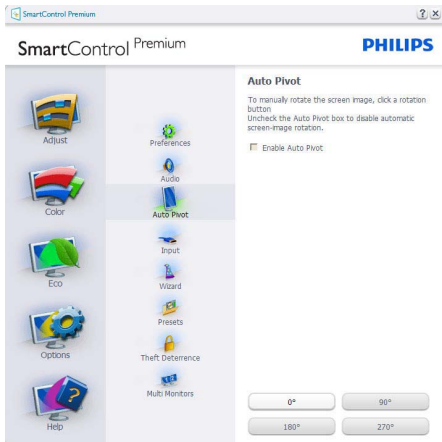 SmartControl Premium
SmartControl Premium
PHILIPS
Adjust
Color
Eco
Options
Help
Preferences
Audio
Auto Pivot
Input
Wizard
Presets
Theft Deterrence
Multi Monitors
Auto Pivot
To manually rotate the screen image, click a rotation
button
Uncheck the Auto Pivot box to disable automatic
screen-image rotation.
Enable Auto Pivot
0°
90°
180°
270°